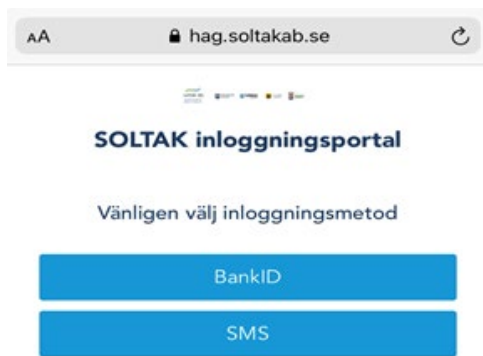 AA hag.soltakab.se
SOLTAK inloggningsportal
Vänligen välj inloggningsmetod
BankID
SMS